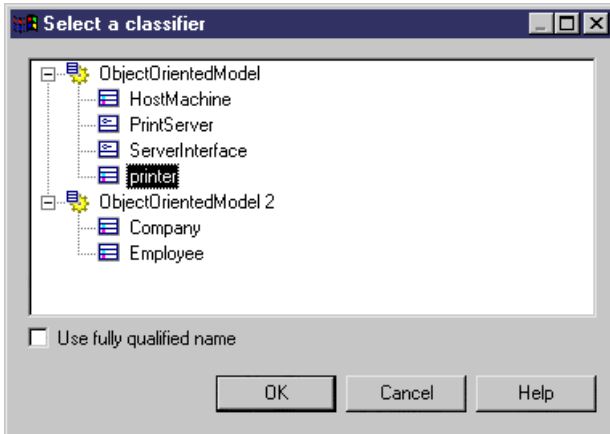 Select a classifier
ObjectOrientedModel
HostMachine
PrintServer
ServerInterface
printer
ObjectOrientedModel 2
Company
Employee
Use fully qualified name
OK Cancel Help